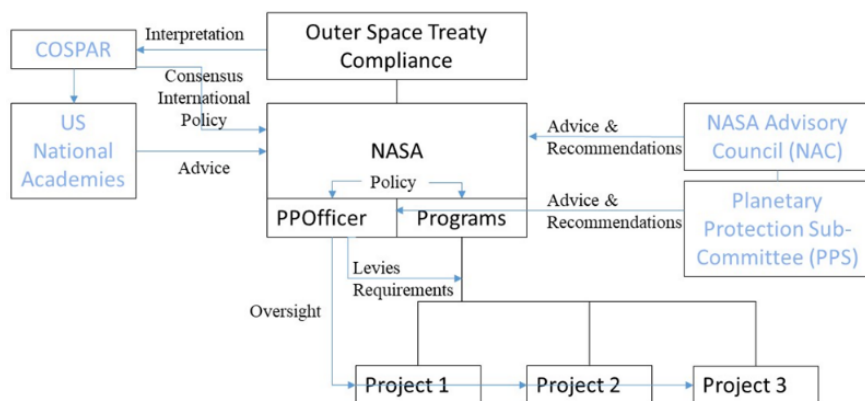 COSPAR
Interpretation
Outer Space Treaty
Compliance
Consensus
International
Policy
US
National
Academies
Advice
NASA
Policy
PPOfficer
Programs
Advice &
Recommendations
NASA Advisory
Council (NAC)
Advice &
Recommendations
Planetary
Protection Sub-
Committee (PPS)
Levies
Requirements
Oversight
Project 1
Project 2
Project 3